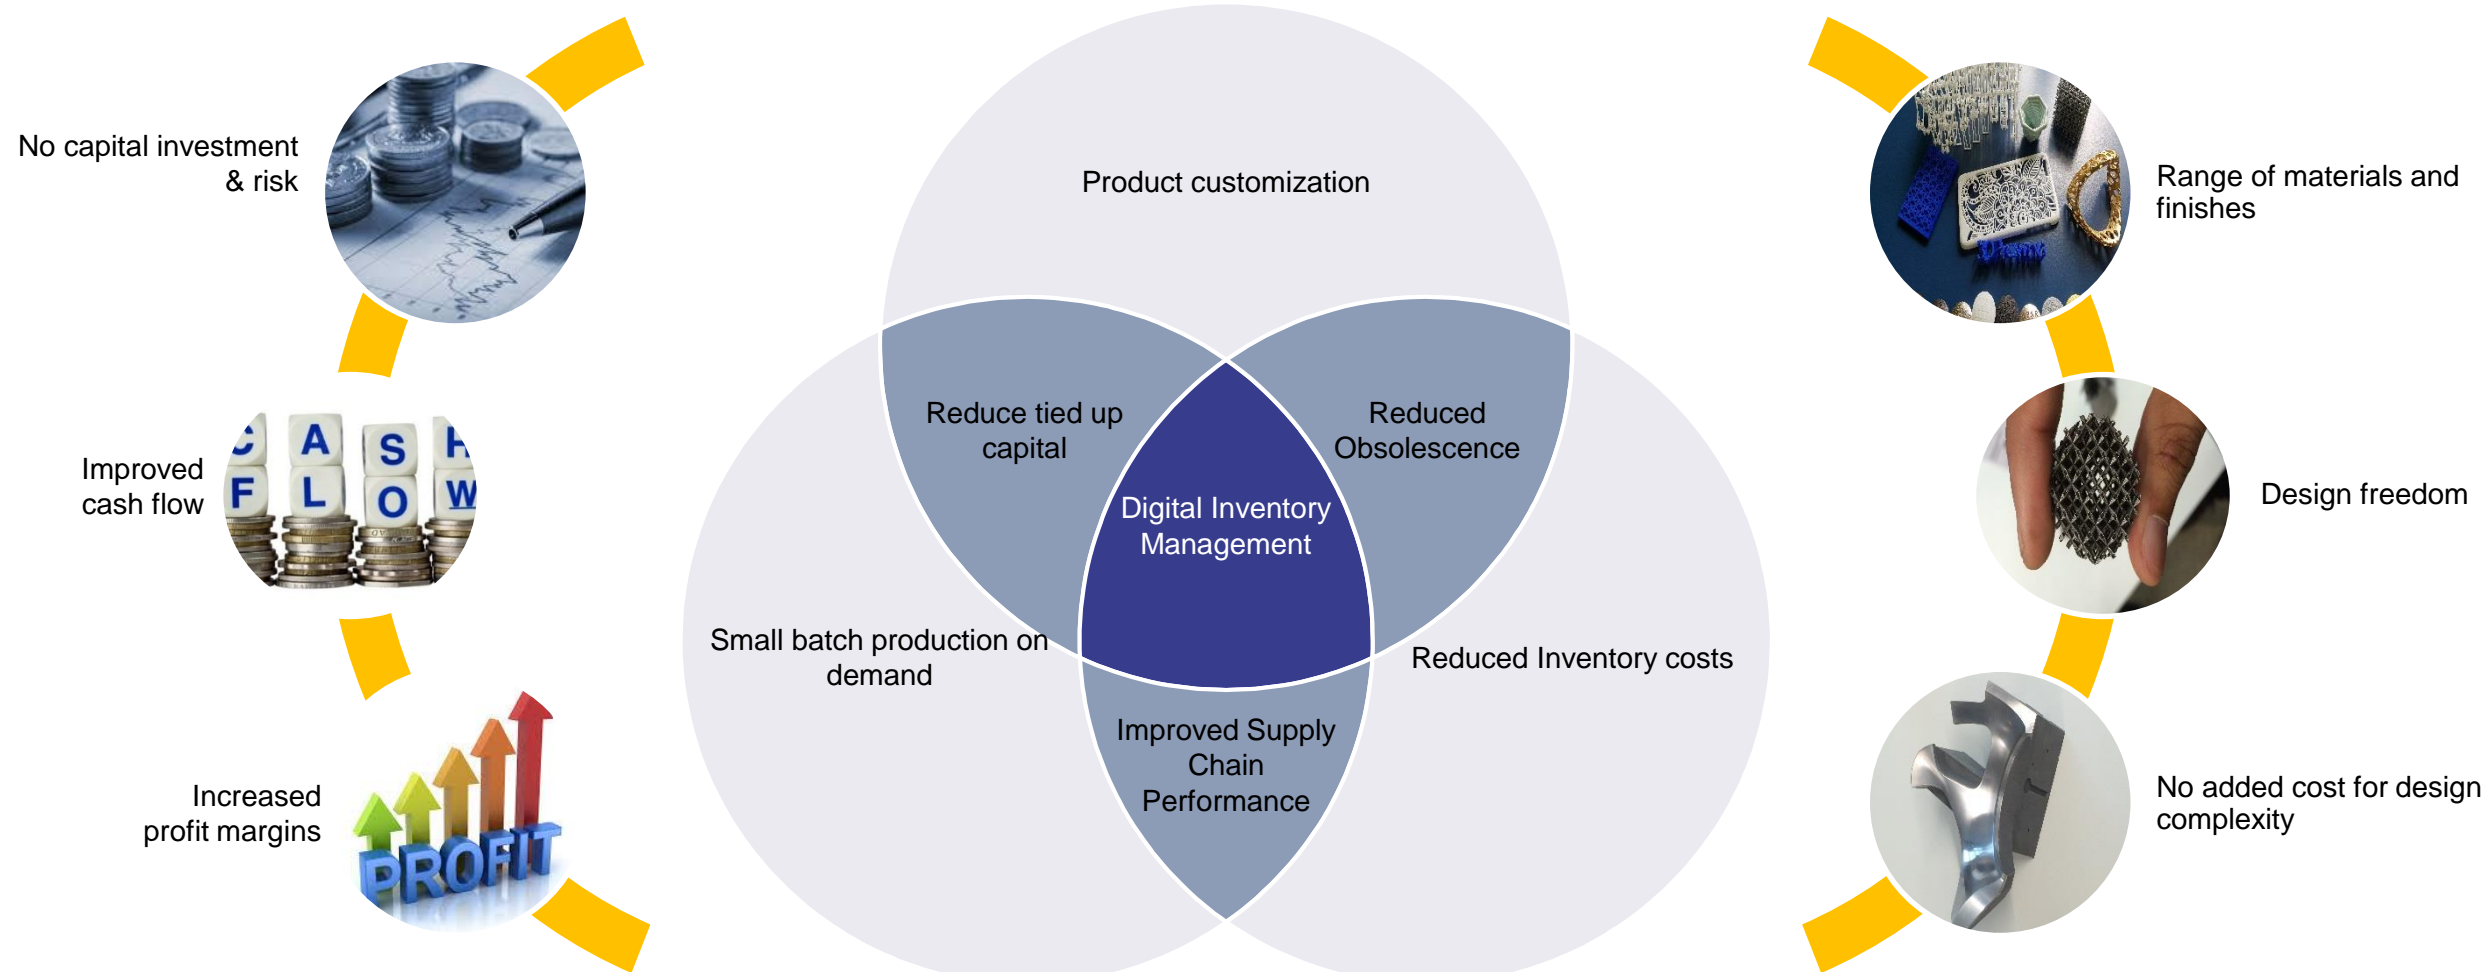 No capital investment
& risk
Improved
cash flow
Increased
profit margins
C A S H
F L O W
PROFIT
Product customization
Reduce tied up
capital
Reduced
Obsolescence
Digital Inventory
Management
Small batch production on
demand
Reduced Inventory costs
Improved Supply
Chain
Performance
Range of materials and
finishes
Design freedom
No added cost for design
complexity